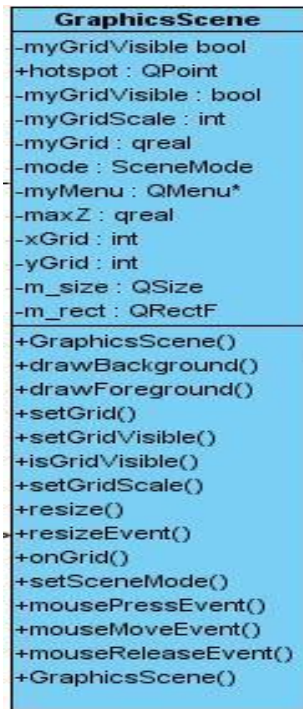 GraphicsScene
-myGridVisible bool
+hotspot : QPoint
-myGridVisible : bool
-myGridScale : int
-myGrid : qreal
-mode : SceneMode
-myMenu : QMenu*
-maxZ : qreal
-xGrid : int
-yGrid : int
-m_size : QSize
-m_rect : QRectF
+GraphicsScene()
+drawBackground()
+drawForeground()
+setGrid()
+setGridVisible()
+isGridVisible()
+setGridScale()
+resize()
+resizeEvent()
+onGrid()
+setSceneMode()
+mousePressEvent()
+mouseMoveEvent()
+mouseReleaseEvent()
+GraphicsScene()